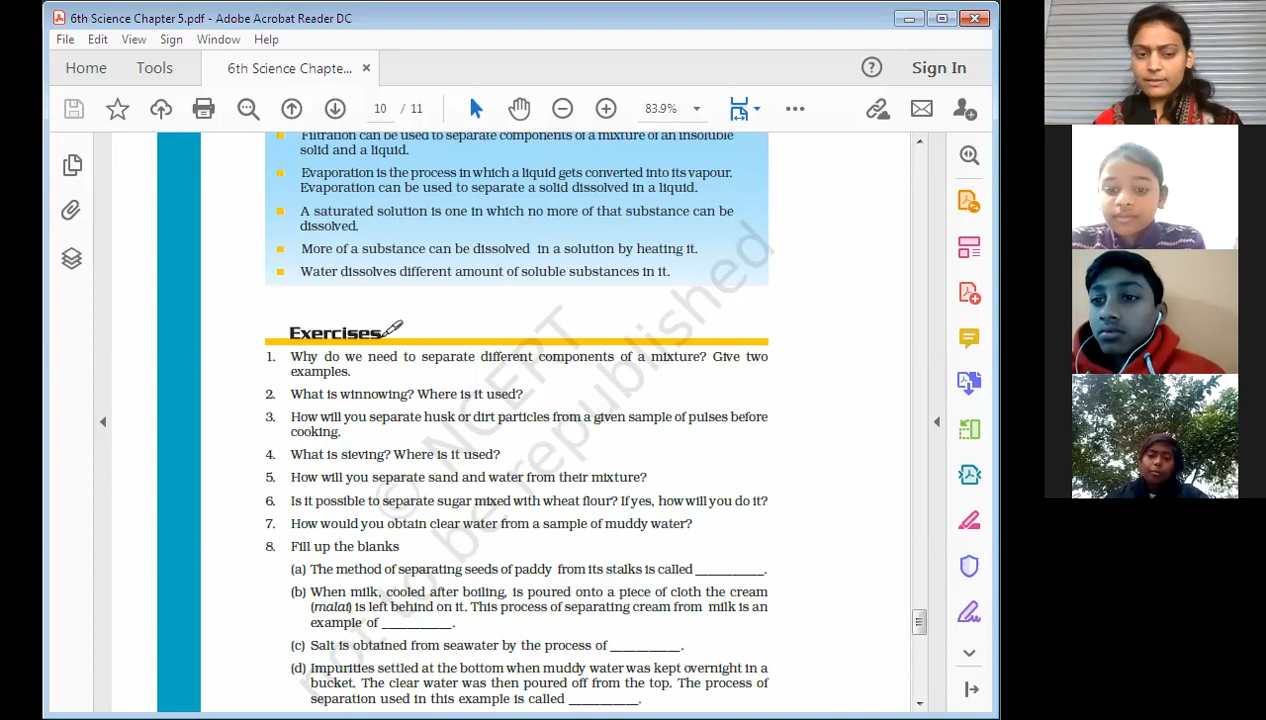 6th Science Chapter 5.pdf - Adobe Acrobat Reader DC
File Edit View Sign Window Help
Home Tools 6th Science Chapte... × Sign In
10 / 11 83.9%
Filtration can be used to separate components of a mixture of an insoluble
solid and a liquid.
Evaporation is the process in which a liquid gets converted into its vapour.
Evaporation can be used to separate a solid dissolved in a liquid.
A saturated solution is one in which no more of that substance can be
dissolved.
More of a substance can be dissolved in a solution by heating it.
Water dissolves different amount of soluble substances in it.
Exercises
1. Why do we need to separate different components of a mixture? Give two
examples.
2. What is winnowing? Where is it used?
3. How will you separate husk or dirt particles from a given sample of pulses before
cooking.
4. What is sieving? Where is it used?
5. How will you separate sand and water from their mixture?
6. Is it possible to separate sugar mixed with wheat flour? If yes, how will you do it?
7. How would you obtain clear water from a sample of muddy water?
8. Fill up the blanks
(a) The method of separating seeds of paddy from its stalks is called ___________.
(b) When milk, cooled after boiling, is poured onto a piece of cloth the cream
(malai) is left behind on it. This process of separating cream from milk is an
example of ___________.
(c) Salt is obtained from seawater by the process of ___________.
(d) Impurities settled at the bottom when muddy water was kept overnight in a
bucket. The clear water was then poured off from the top. The process of
separation used in this example is called ___________.
© NCERT
not to be republished